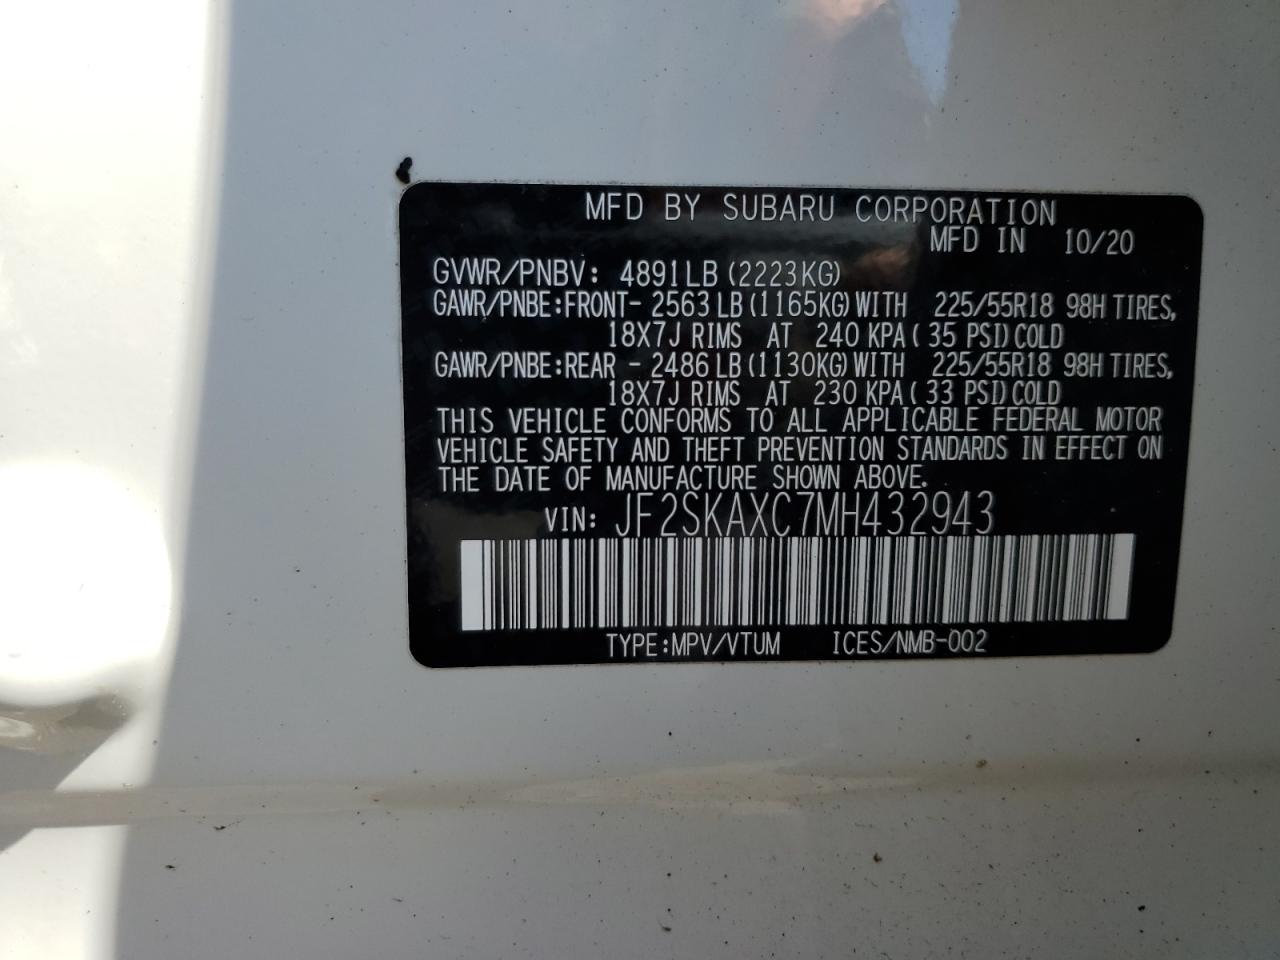 MFD BY SUBARU CORPORATION
MFD IN 10/20
GVWR/PNBV: 4891LB (2223KG)
GAWR/PNBE:FRONT- 2563 LB (1165KG) WITH 225/55R18 98H TIRES,
18X7J RIMS AT 240 KPA (35 PSI) COLD
GAWR/PNBE:REAR - 2486 LB (1130KG) WITH 225/55R18 98H TIRES,
18X7J RIMS AT 230 KPA (33 PSI) COLD
THIS VEHICLE CONFORMS TO ALL APPLICABLE FEDERAL MOTOR
VEHICLE SAFETY AND THEFT PREVENTION STANDARDS IN EFFECT ON
THE DATE OF MANUFACTURE SHOWN ABOVE.
VIN: JF2SKAXC7MH432943
TYPE:MPV/VTUM ICES/NMB-002